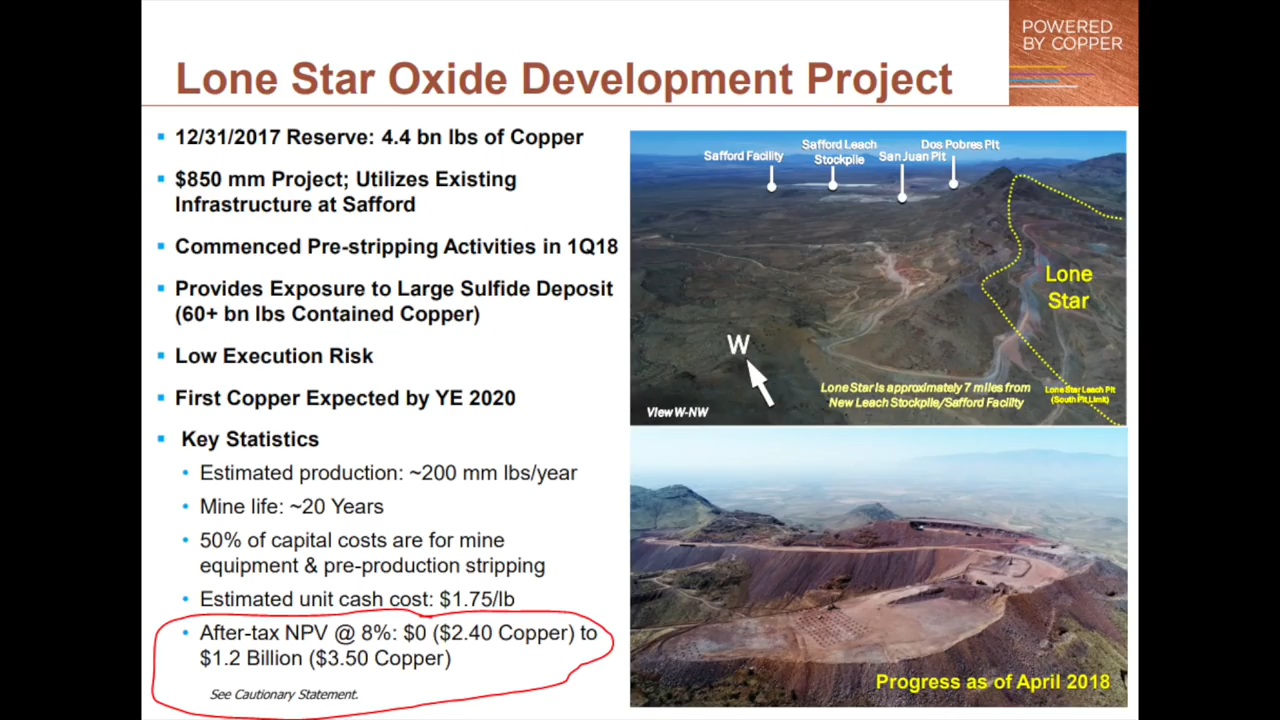 POWERED
BY COPPER
Lone Star Oxide Development Project
12/31/2017 Reserve: 4.4 bn lbs of Copper
$850 mm Project; Utilizes Existing
Infrastructure at Safford
Commenced Pre-stripping Activities in 1Q18
Provides Exposure to Large Sulfide Deposit
(60+ bn lbs Contained Copper)
Low Execution Risk
First Copper Expected by YE 2020
Key Statistics
Estimated production: ~200 mm lbs/year
Mine life: ~20 Years
50% of capital costs are for mine
equipment & pre-production stripping
Estimated unit cash cost: $1.75/lb
After-tax NPV @ 8%: $0 ($2.40 Copper) to
$1.2 Billion ($3.50 Copper)
See Cautionary Statement.
Safford Facility
Safford Leach
Stockpile
San Juan Pit
Dos Pobres Pit
Lone
Star
W
Lone Star is approximately 7 miles from
New Leach Stockpile/Safford Facility
Lone Star Leach Pit
(South Pit Limit)
View W-NW
Progress as of April 2018